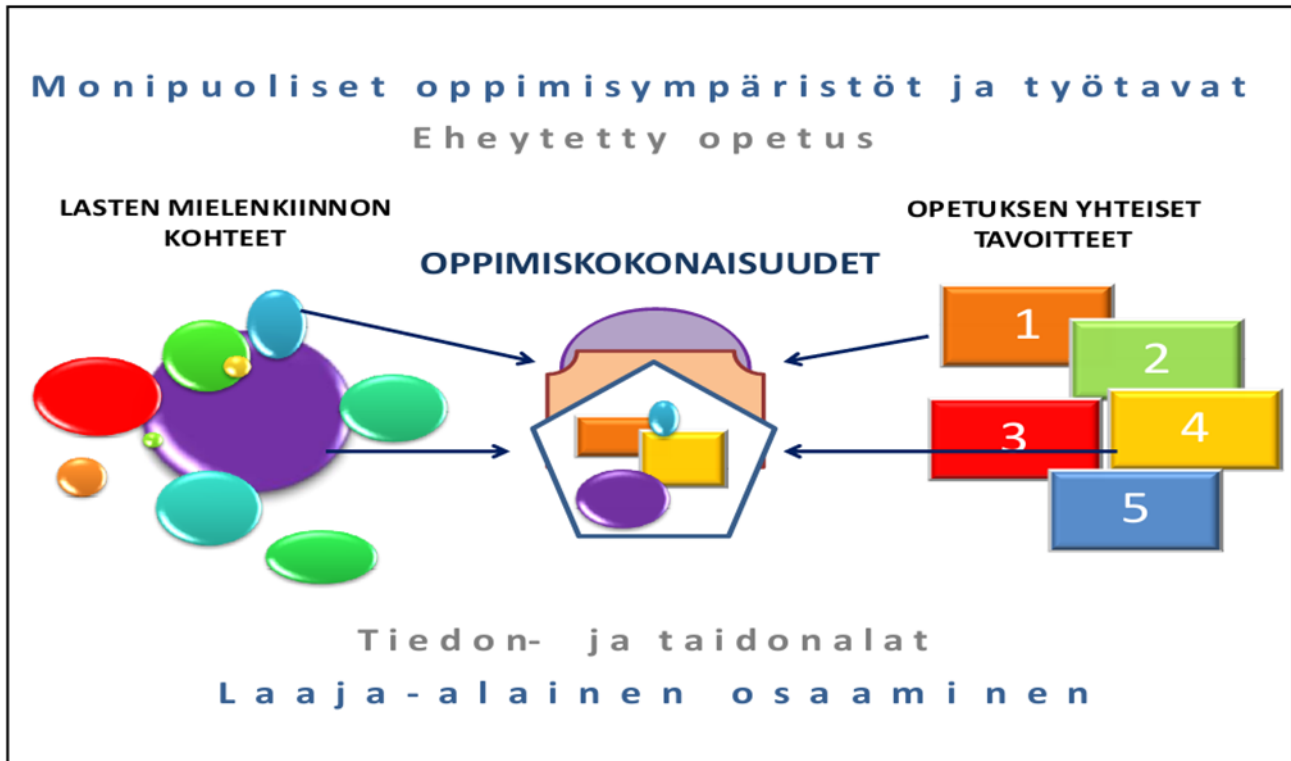 Monipuoliset oppimisympäristöt ja työtavat
Eheytetty opetus
LASTEN MIELENKIINNON
KOHTEET
OPPIMISKOKONAISUUDET
OPETUKSEN YHTEISET
TAVOITTEET
1
2
3
4
5
Tiedon- ja taidonalat
Laaja-alainen osaaminen